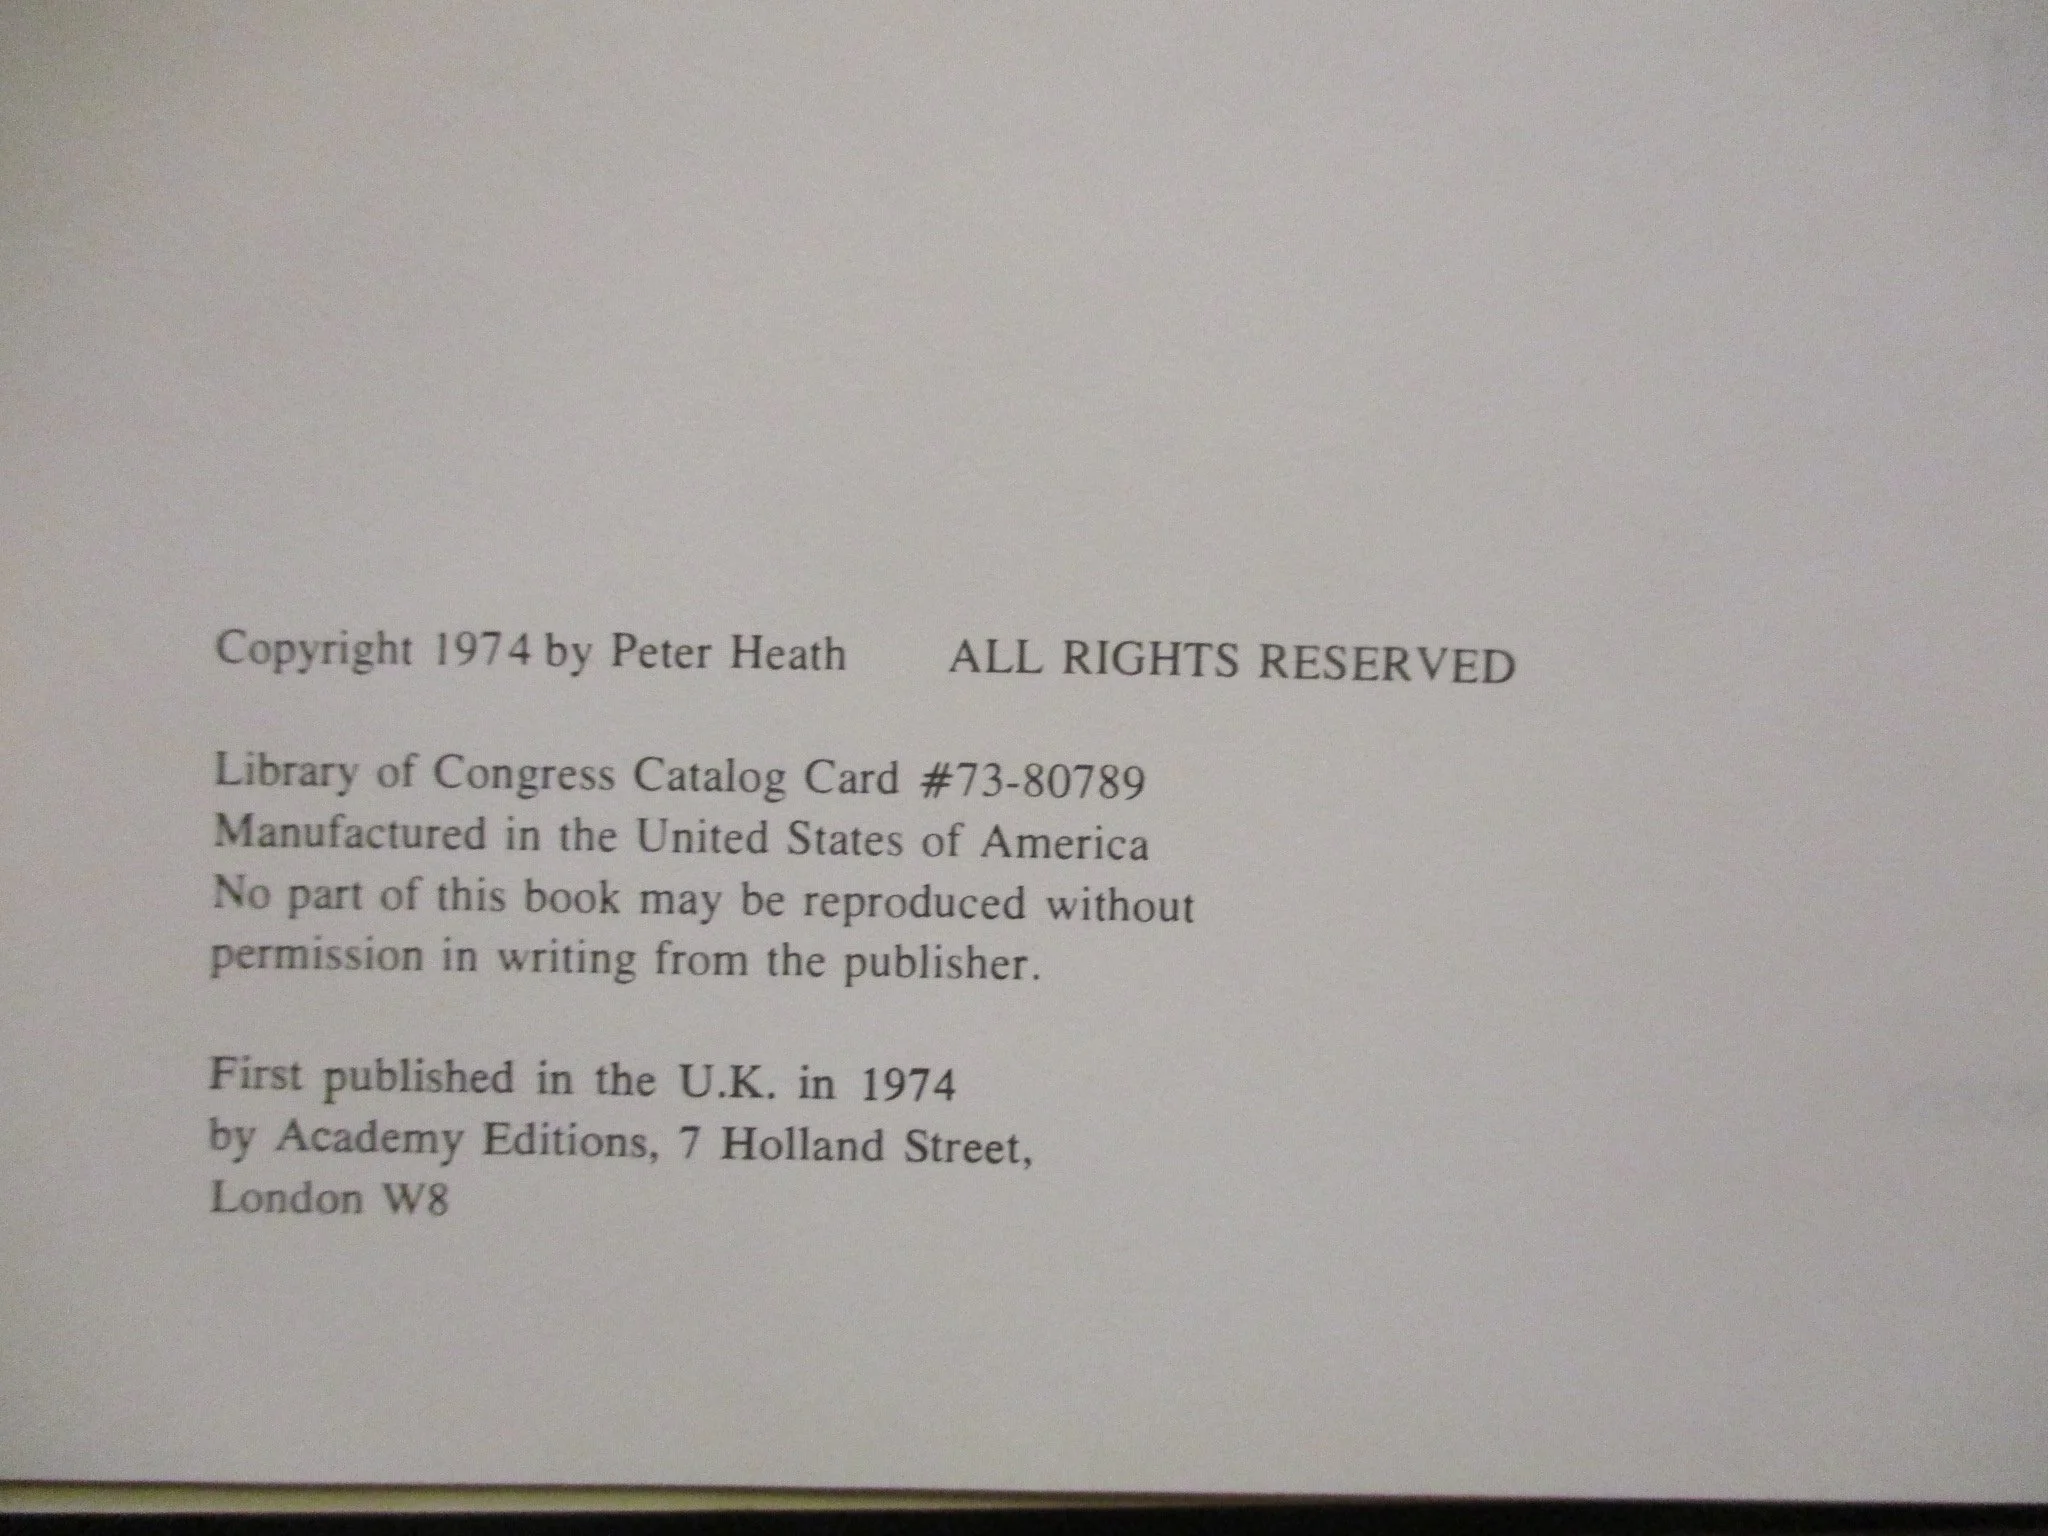 Copyright 1974 by Peter Heath ALL RIGHTS RESERVED
Library of Congress Catalog Card #73-80789
Manufactured in the United States of America
No part of this book may be reproduced without
permission in writing from the publisher.
First published in the U.K. in 1974
by Academy Editions, 7 Holland Street,
London W8